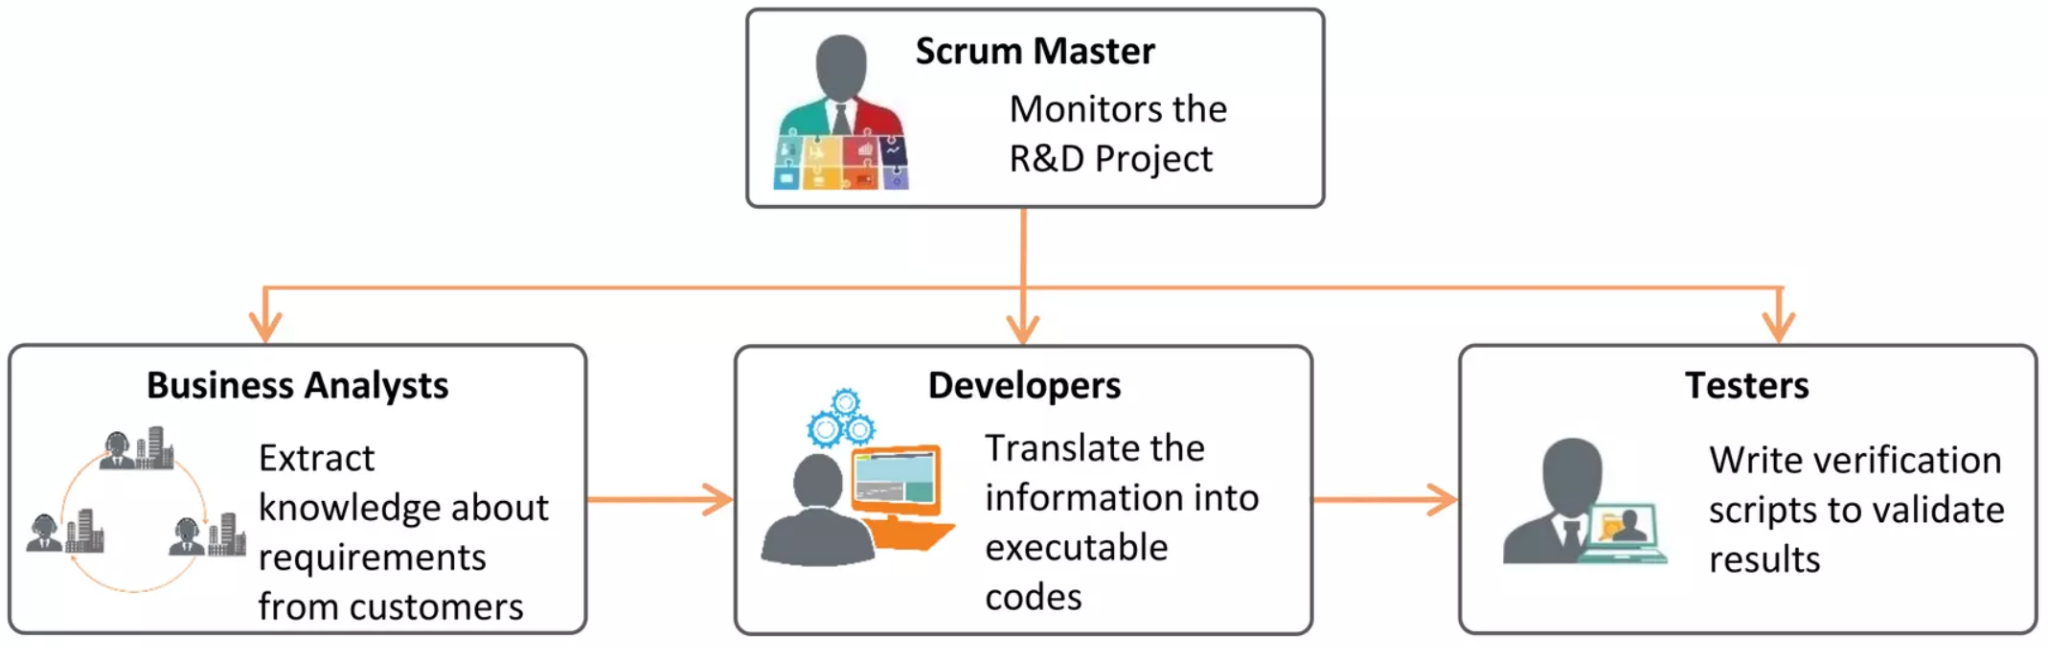 Scrum Master
Monitors the
R&D Project
Business Analysts
Extract
knowledge about
requirements
from customers
Developers
Translate the
information into
executable
codes
Testers
Write verification
scripts to validate
results